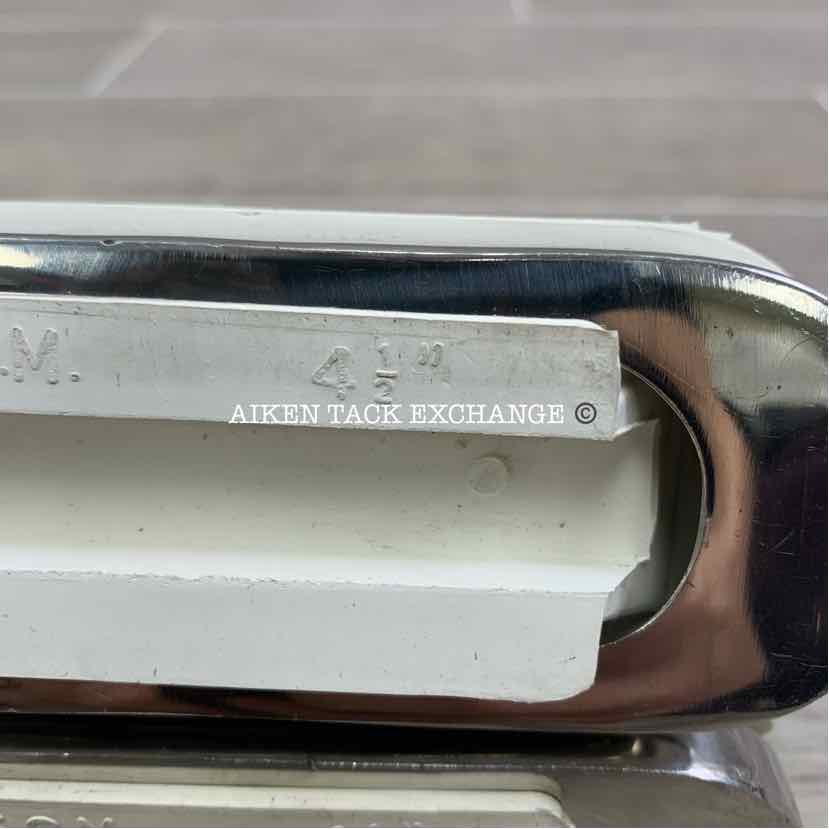 .M. 4 1/2"
AIKEN TACK EXCHANGE ©